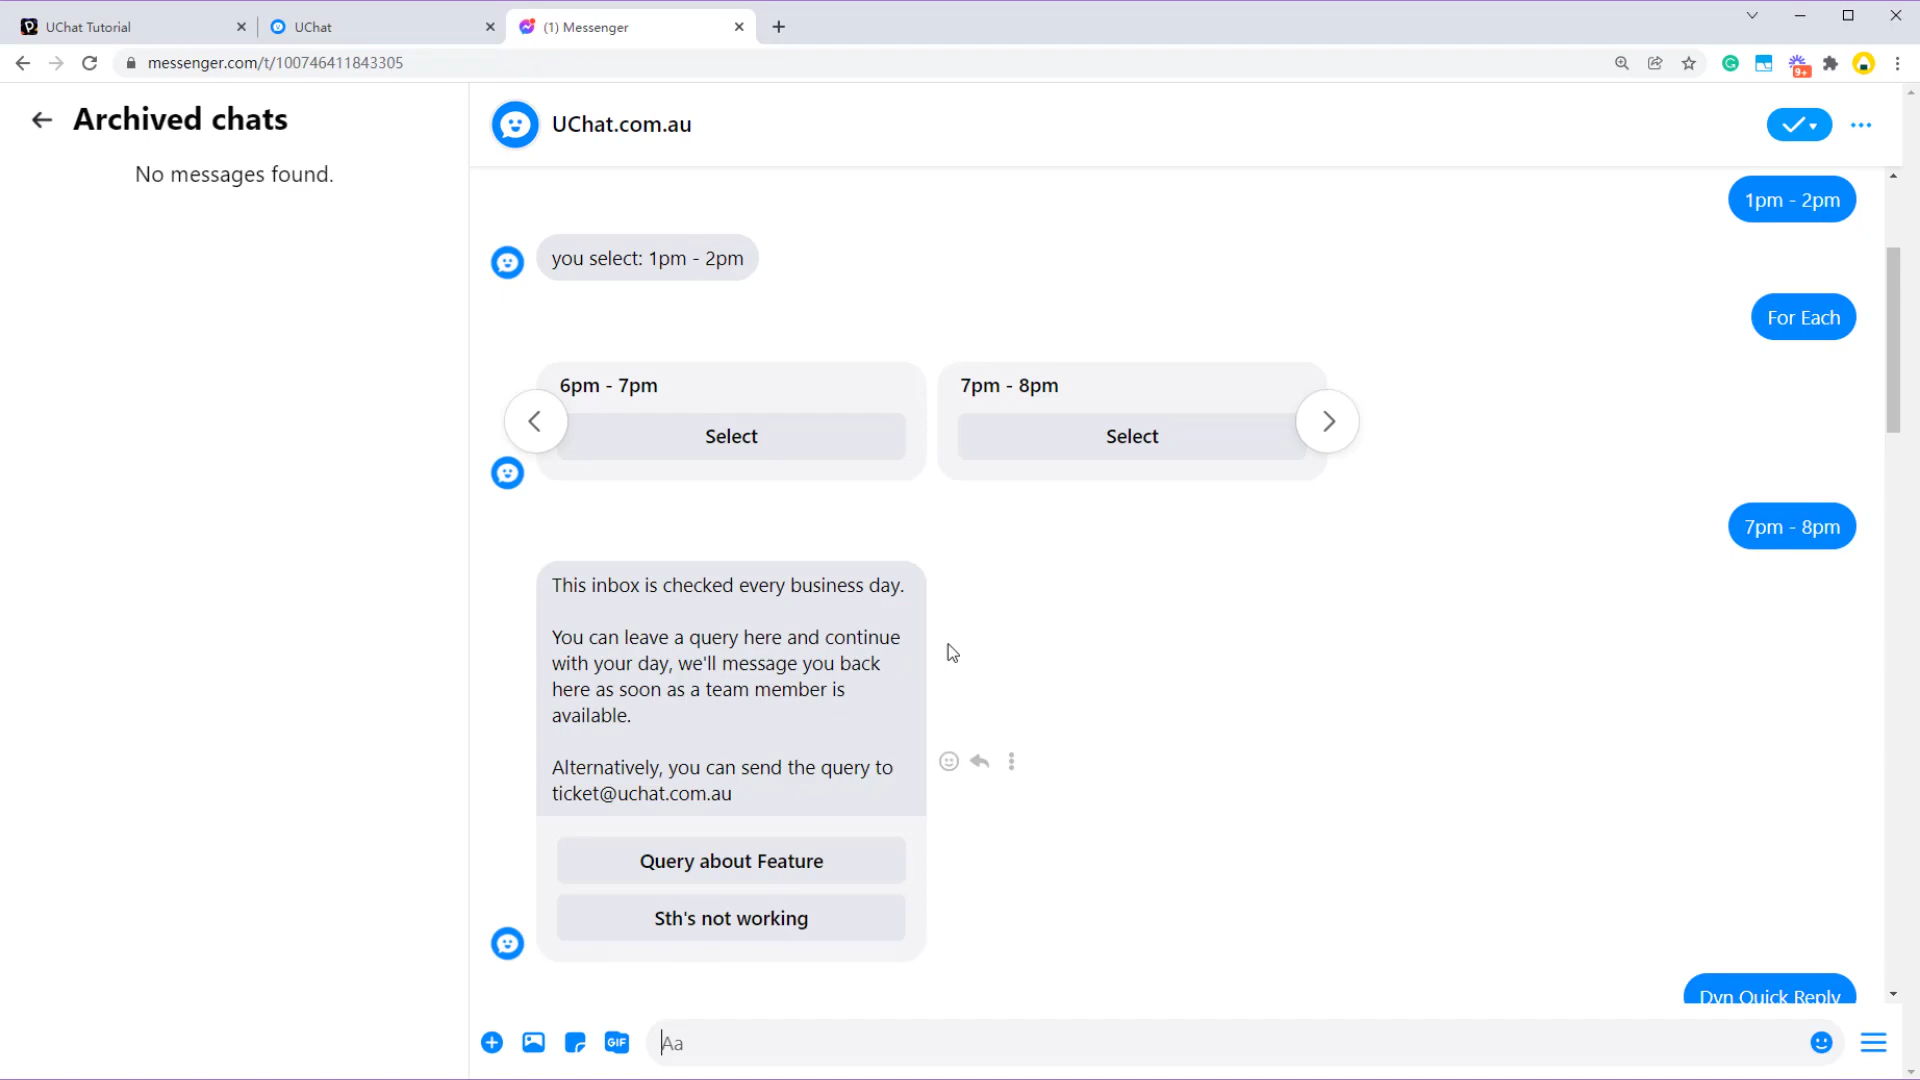 UChat Tutorial
UChat
(1) Messenger
messenger.com/t/100746411843305
9+
Archived chats
No messages found.
UChat.com.au
1pm - 2pm
you select: 1pm - 2pm
For Each
6pm - 7pm
7pm - 8pm
Select
Select
7pm - 8pm
This inbox is checked every business day.
You can leave a query here and continue
with your day, we'll message you back
here as soon as a team member is
available.
Alternatively, you can send the query to
ticket@uchat.com.au
Query about Feature
Sth's not working
Dyn Quick Reply
GIF
Aa